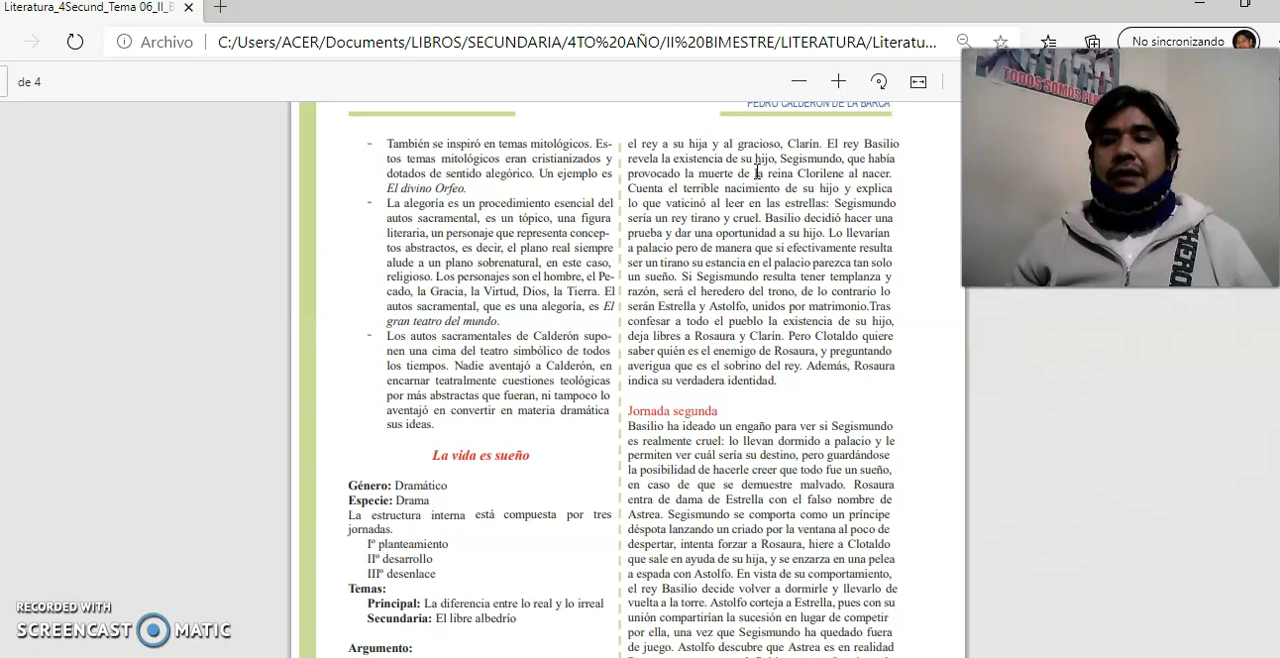 Literatura_4Secund_Tema 06_II_B
Archivo
C:/Users/ACER/Documents/LIBROS/SECUNDARIA/4TO%20AÑO/II%20BIMESTRE/LITERATURA/Literatu...
No sincronizando
de 4
TODOS SOMOS
PEDRO CALDERÓN DE LA BARCA
- También se inspiró en temas mitológicos. Es-
tos temas mitológicos eran cristianizados y
dotados de sentido alegórico. Un ejemplo es
El divino Orfeo.
- La alegoría es un procedimiento esencial del
autos sacramental, es un tópico, una figura
literaria, un personaje que representa concep-
tos abstractos, es decir, el plano real siempre
alude a un plano sobrenatural, en este caso,
religioso. Los personajes son el hombre, el Pe-
cado, la Gracia, la Virtud, Dios, la Tierra. El
autos sacramental, que es una alegoría, es El
gran teatro del mundo.
- Los autos sacramentales de Calderón supo-
nen una cima del teatro simbólico de todos
los tiempos. Nadie aventajó a Calderón, en
encarnar teatralmente cuestiones teológicas
por más abstractas que fueran, ni tampoco lo
aventajó en convertir en materia dramática
sus ideas.
La vida es sueño
Género: Dramático
Especie: Drama
La estructura interna está compuesta por tres
jornadas.
Iº planteamiento
IIº desarrollo
IIIº desenlace
Temas:
Principal: La diferencia entre lo real y lo irreal
Secundaria: El libre albedrío
Argumento:
el rey a su hija y al gracioso, Clarín. El rey Basilio
revela la existencia de su hijo, Segismundo, que había
provocado la muerte de la reina Clorilene al nacer.
Cuenta el terrible nacimiento de su hijo y explica
lo que vaticinó al leer en las estrellas: Segismundo
sería un rey tirano y cruel. Basilio decidió hacer una
prueba y dar una oportunidad a su hijo. Lo llevarían
a palacio pero de manera que si efectivamente resulta
ser un tirano su estancia en el palacio parezca tan solo
un sueño. Si Segismundo resulta tener templanza y
razón, será el heredero del trono, de lo contrario lo
serán Estrella y Astolfo, unidos por matrimonio.Tras
confesar a todo el pueblo la existencia de su hijo,
deja libres a Rosaura y Clarín. Pero Clotaldo quiere
saber quién es el enemigo de Rosaura, y preguntando
averigua que es el sobrino del rey. Además, Rosaura
indica su verdadera identidad.
Jornada segunda
Basilio ha ideado un engaño para ver si Segismundo
es realmente cruel: lo llevan dormido a palacio y le
permiten ver cuál sería su destino, pero guardándose
la posibilidad de hacerle creer que todo fue un sueño,
en caso de que se demuestre malvado. Rosaura
entra de dama de Estrella con el falso nombre de
Astrea. Segismundo se comporta como un príncipe
déspota lanzando un criado por la ventana al poco de
despertar, intenta forzar a Rosaura, hiere a Clotaldo
que sale en ayuda de su hija, y se enzarza en una pelea
a espada con Astolfo. En vista de su comportamiento,
el rey Basilio decide volver a dormirle y llevarlo de
vuelta a la torre. Astolfo corteja a Estrella, pues con su
unión compartirían la sucesión en lugar de competir
por ella, una vez que Segismundo ha quedado fuera
de juego. Astolfo descubre que Astrea es en realidad
RECORDED WITH
SCREENCAST MATIC